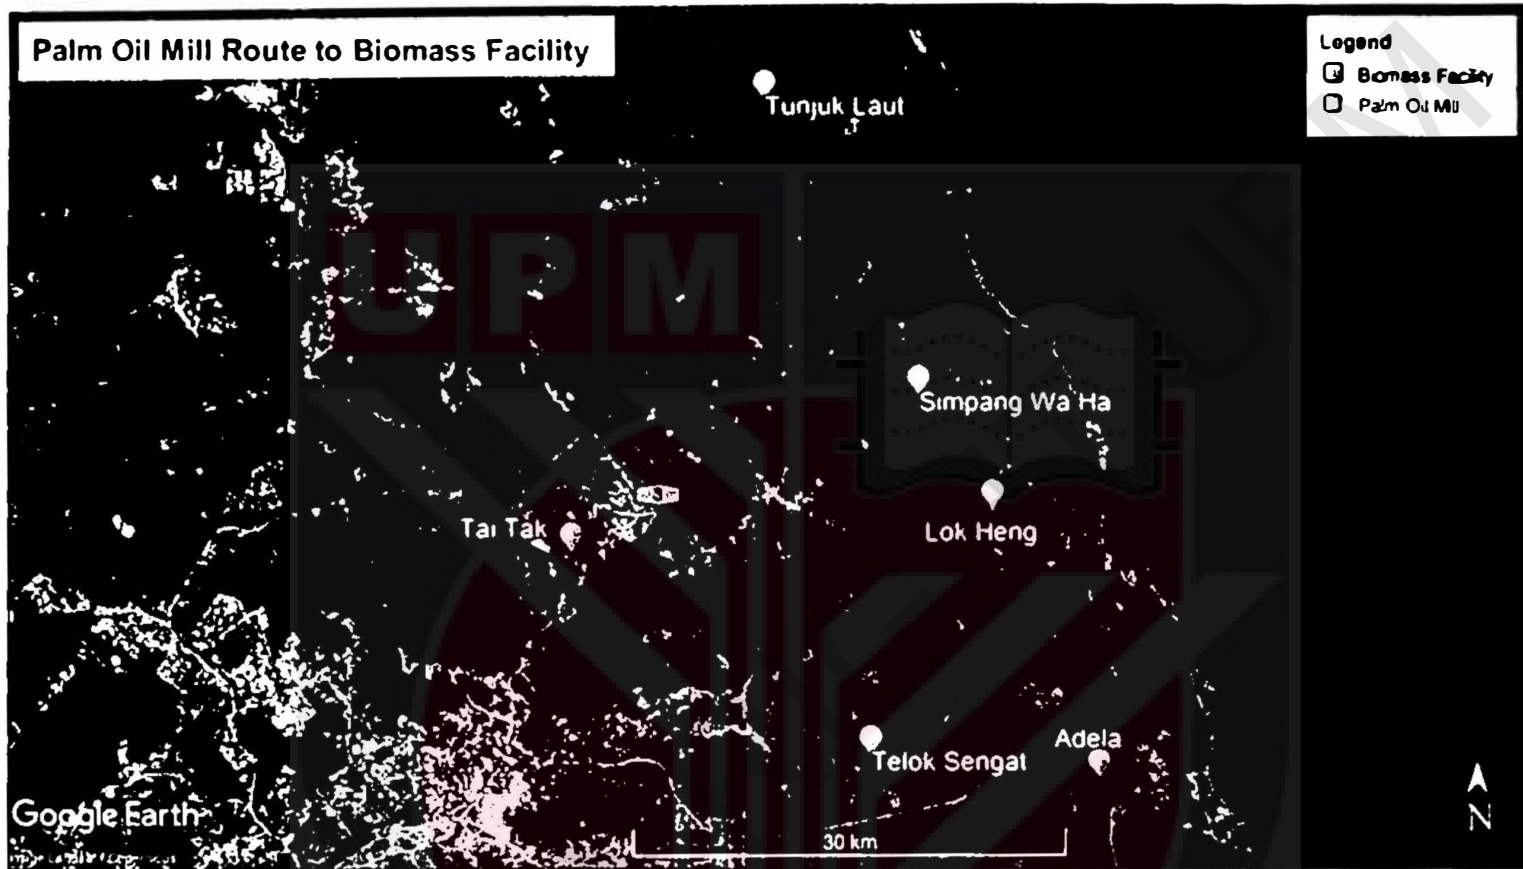 Palm Oil Mill Route to Biomass Facility
Legend
Biomass Facility
Palm Oil Mill
Tunjuk Laut
UPM
Simpang Wa Ha
Lok Heng
Tai Tak
Telok Sengat
Adela
Google Earth
30 km
N